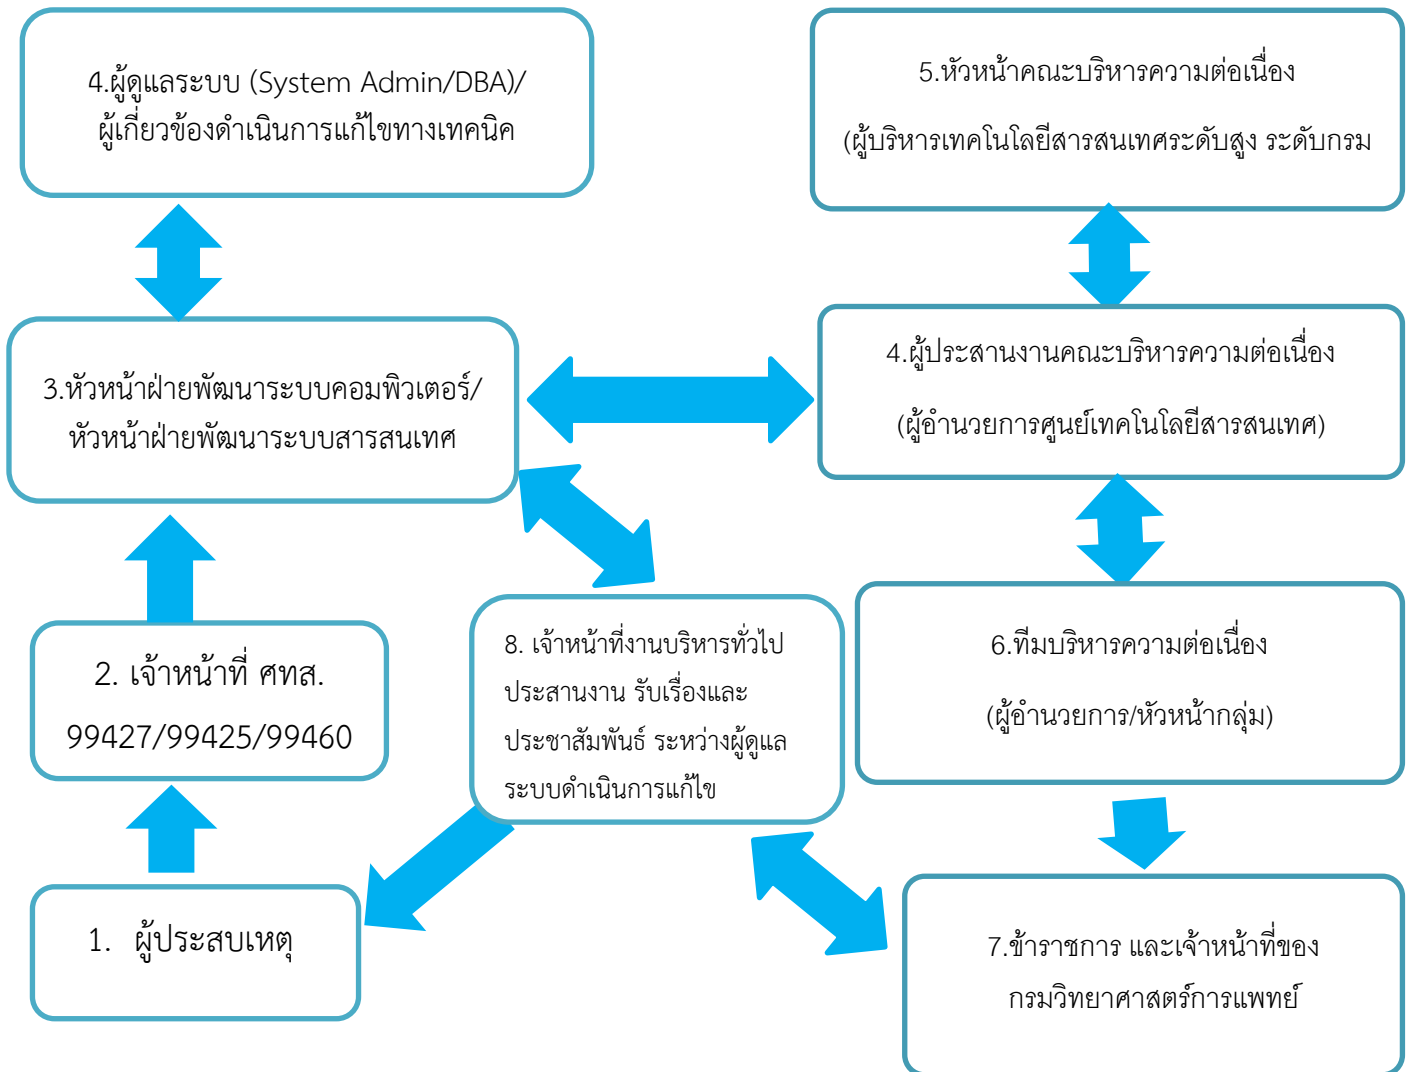 4.ผู้ดูแลระบบ (System Admin/DBA)/
ผู้เกี่ยวข้องดำเนินการแก้ไขทางเทคนิค
5.หัวหน้าคณะบริหารความต่อเนื่อง
(ผู้บริหารเทคโนโลยีสารสนเทศระดับสูง ระดับกรม
3.หัวหน้าฝ่ายพัฒนาระบบคอมพิวเตอร์/
หัวหน้าฝ่ายพัฒนาระบบสารสนเทศ
4.ผู้ประสานงานคณะบริหารความต่อเนื่อง
(ผู้อำนวยการศูนย์เทคโนโลยีสารสนเทศ)
2. เจ้าหน้าที่ ศทส.
99427/99425/99460
8. เจ้าหน้าที่งานบริหารทั่วไป
ประสานงาน รับเรื่องและ
ประชาสัมพันธ์ ระหว่างผู้ดูแล
ระบบดำเนินการแก้ไข
6.ทีมบริหารความต่อเนื่อง
(ผู้อำนวยการ/หัวหน้ากลุ่ม)
1. ผู้ประสบเหตุ
7.ข้าราชการ และเจ้าหน้าที่ของ
กรมวิทยาศาสตร์การแพทย์